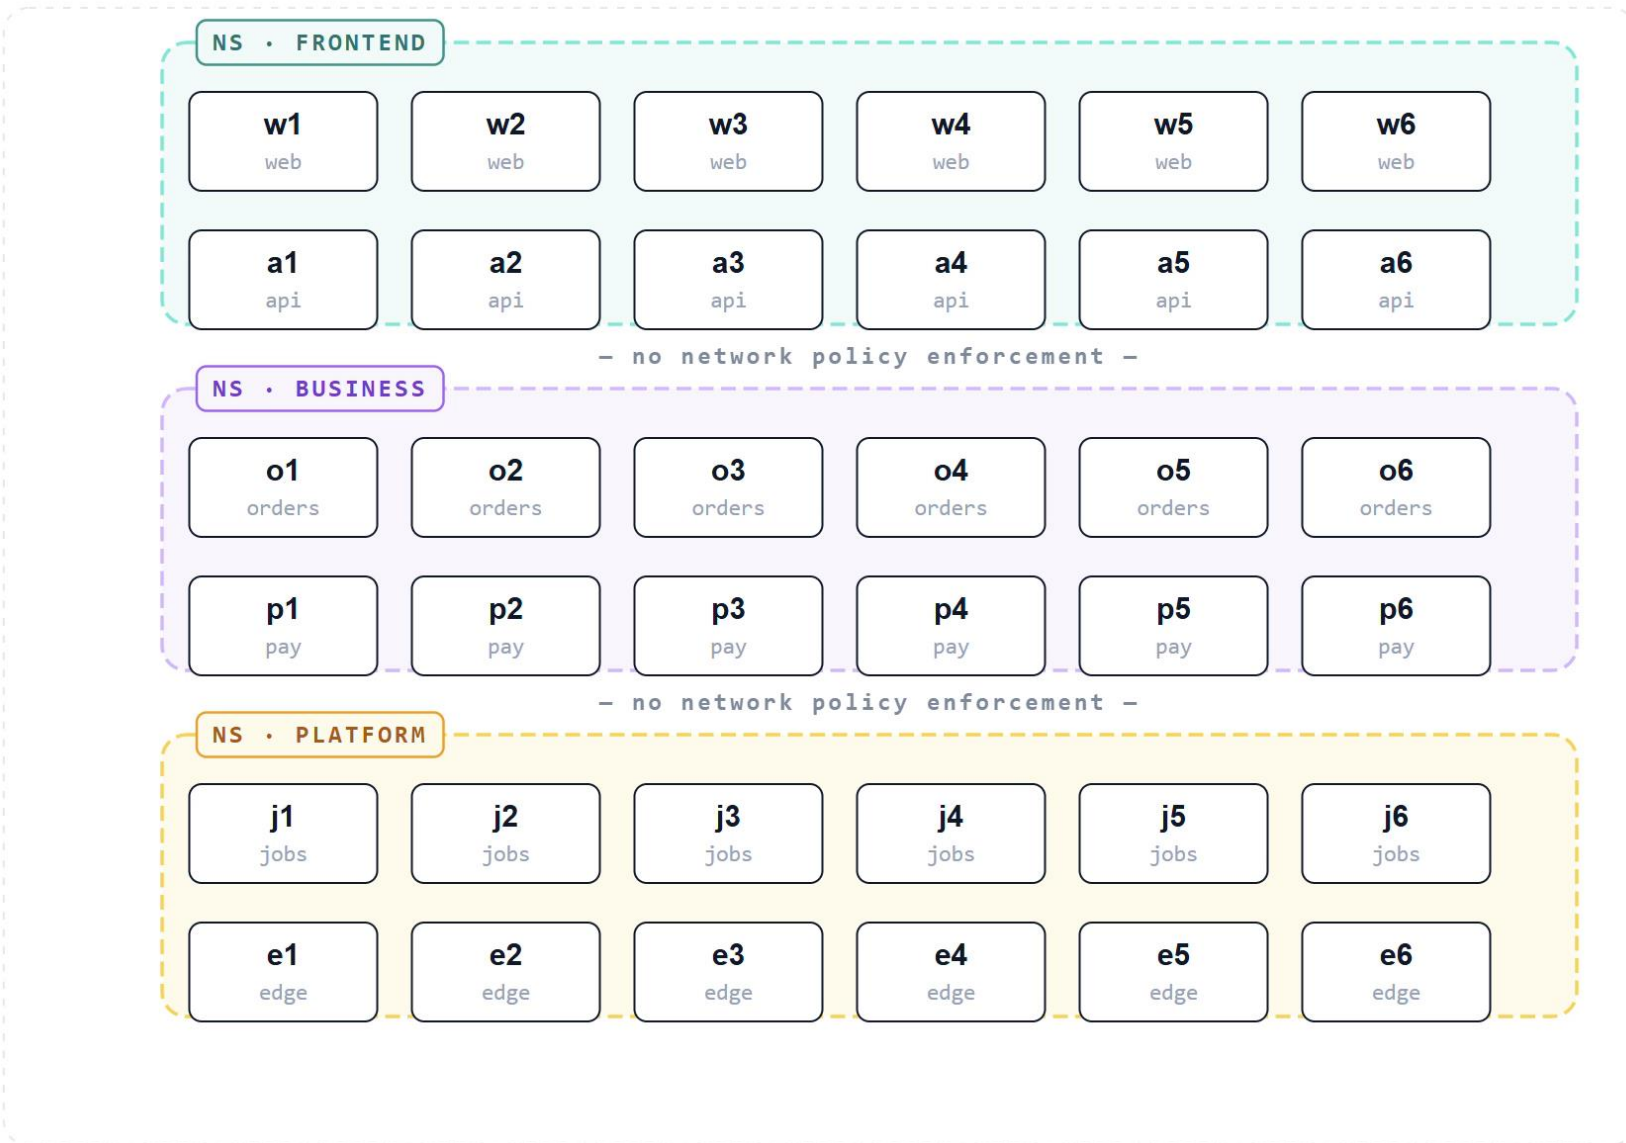 NS · FRONTEND
w1 w2 w3 w4 w5 w6
web web web web web web
a1 a2 a3 a4 a5 a6
api api api api api api
— no network policy enforcement —
NS · BUSINESS
o1 o2 o3 o4 o5 o6
orders orders orders orders orders orders
p1 p2 p3 p4 p5 p6
pay pay pay pay pay pay
— no network policy enforcement —
NS · PLATFORM
j1 j2 j3 j4 j5 j6
jobs jobs jobs jobs jobs jobs
e1 e2 e3 e4 e5 e6
edge edge edge edge edge edge